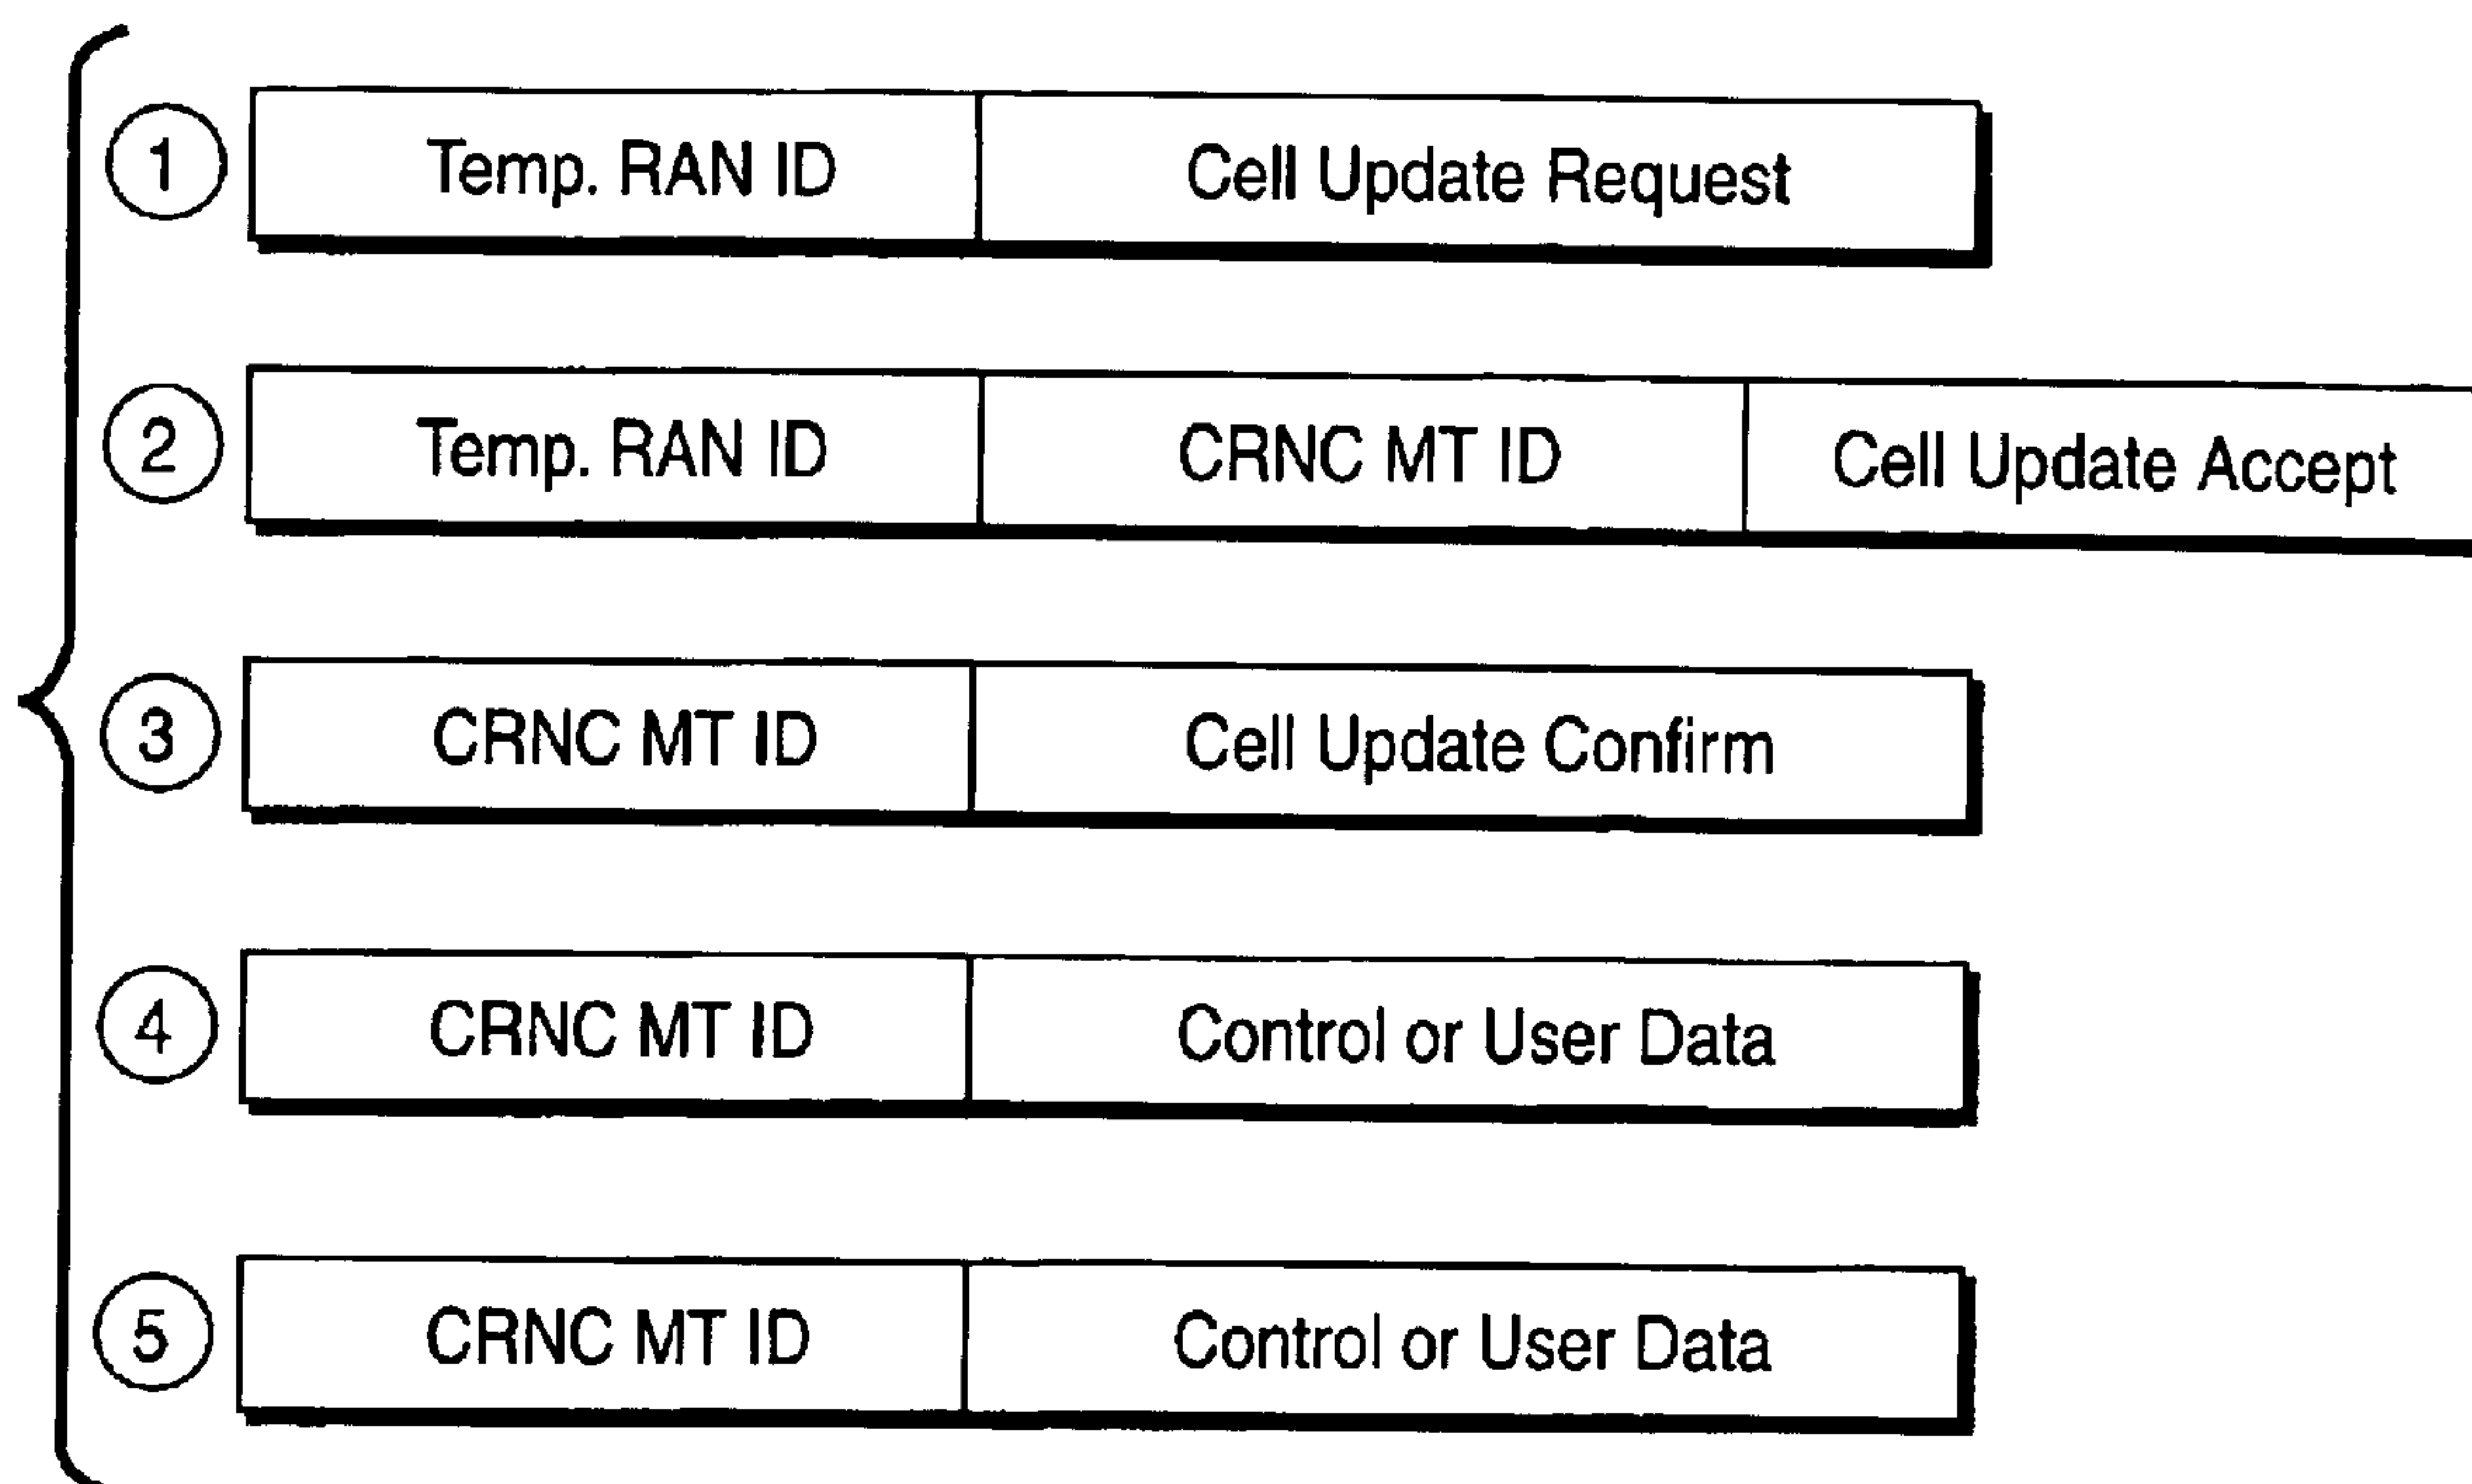 1 Temp. RAN ID Cell Update Request
2 Temp. RAN ID CRNC MT ID Cell Update Accept
3 CRNC MT ID Cell Update Confirm
4 CRNC MT ID Control or User Data
5 CRNC MT ID Control or User Data